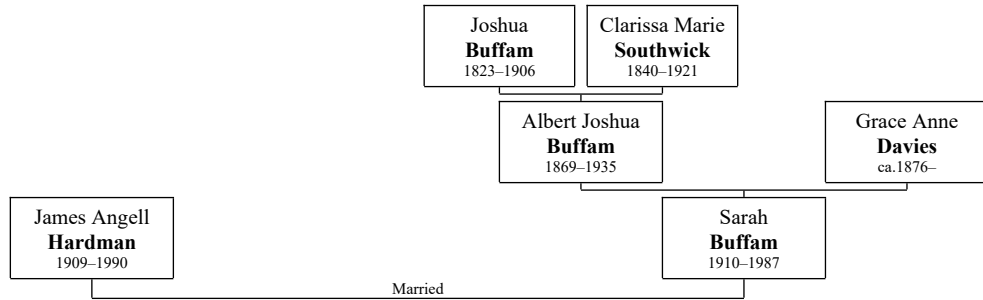 Joshua
Buffam
1823–1906
Clarissa Marie
Southwick
1840–1921
Albert Joshua
Buffam
1869–1935
Grace Anne
Davies
ca.1876–
James Angell
Hardman
1909–1990
Sarah
Buffam
1910–1987
Married